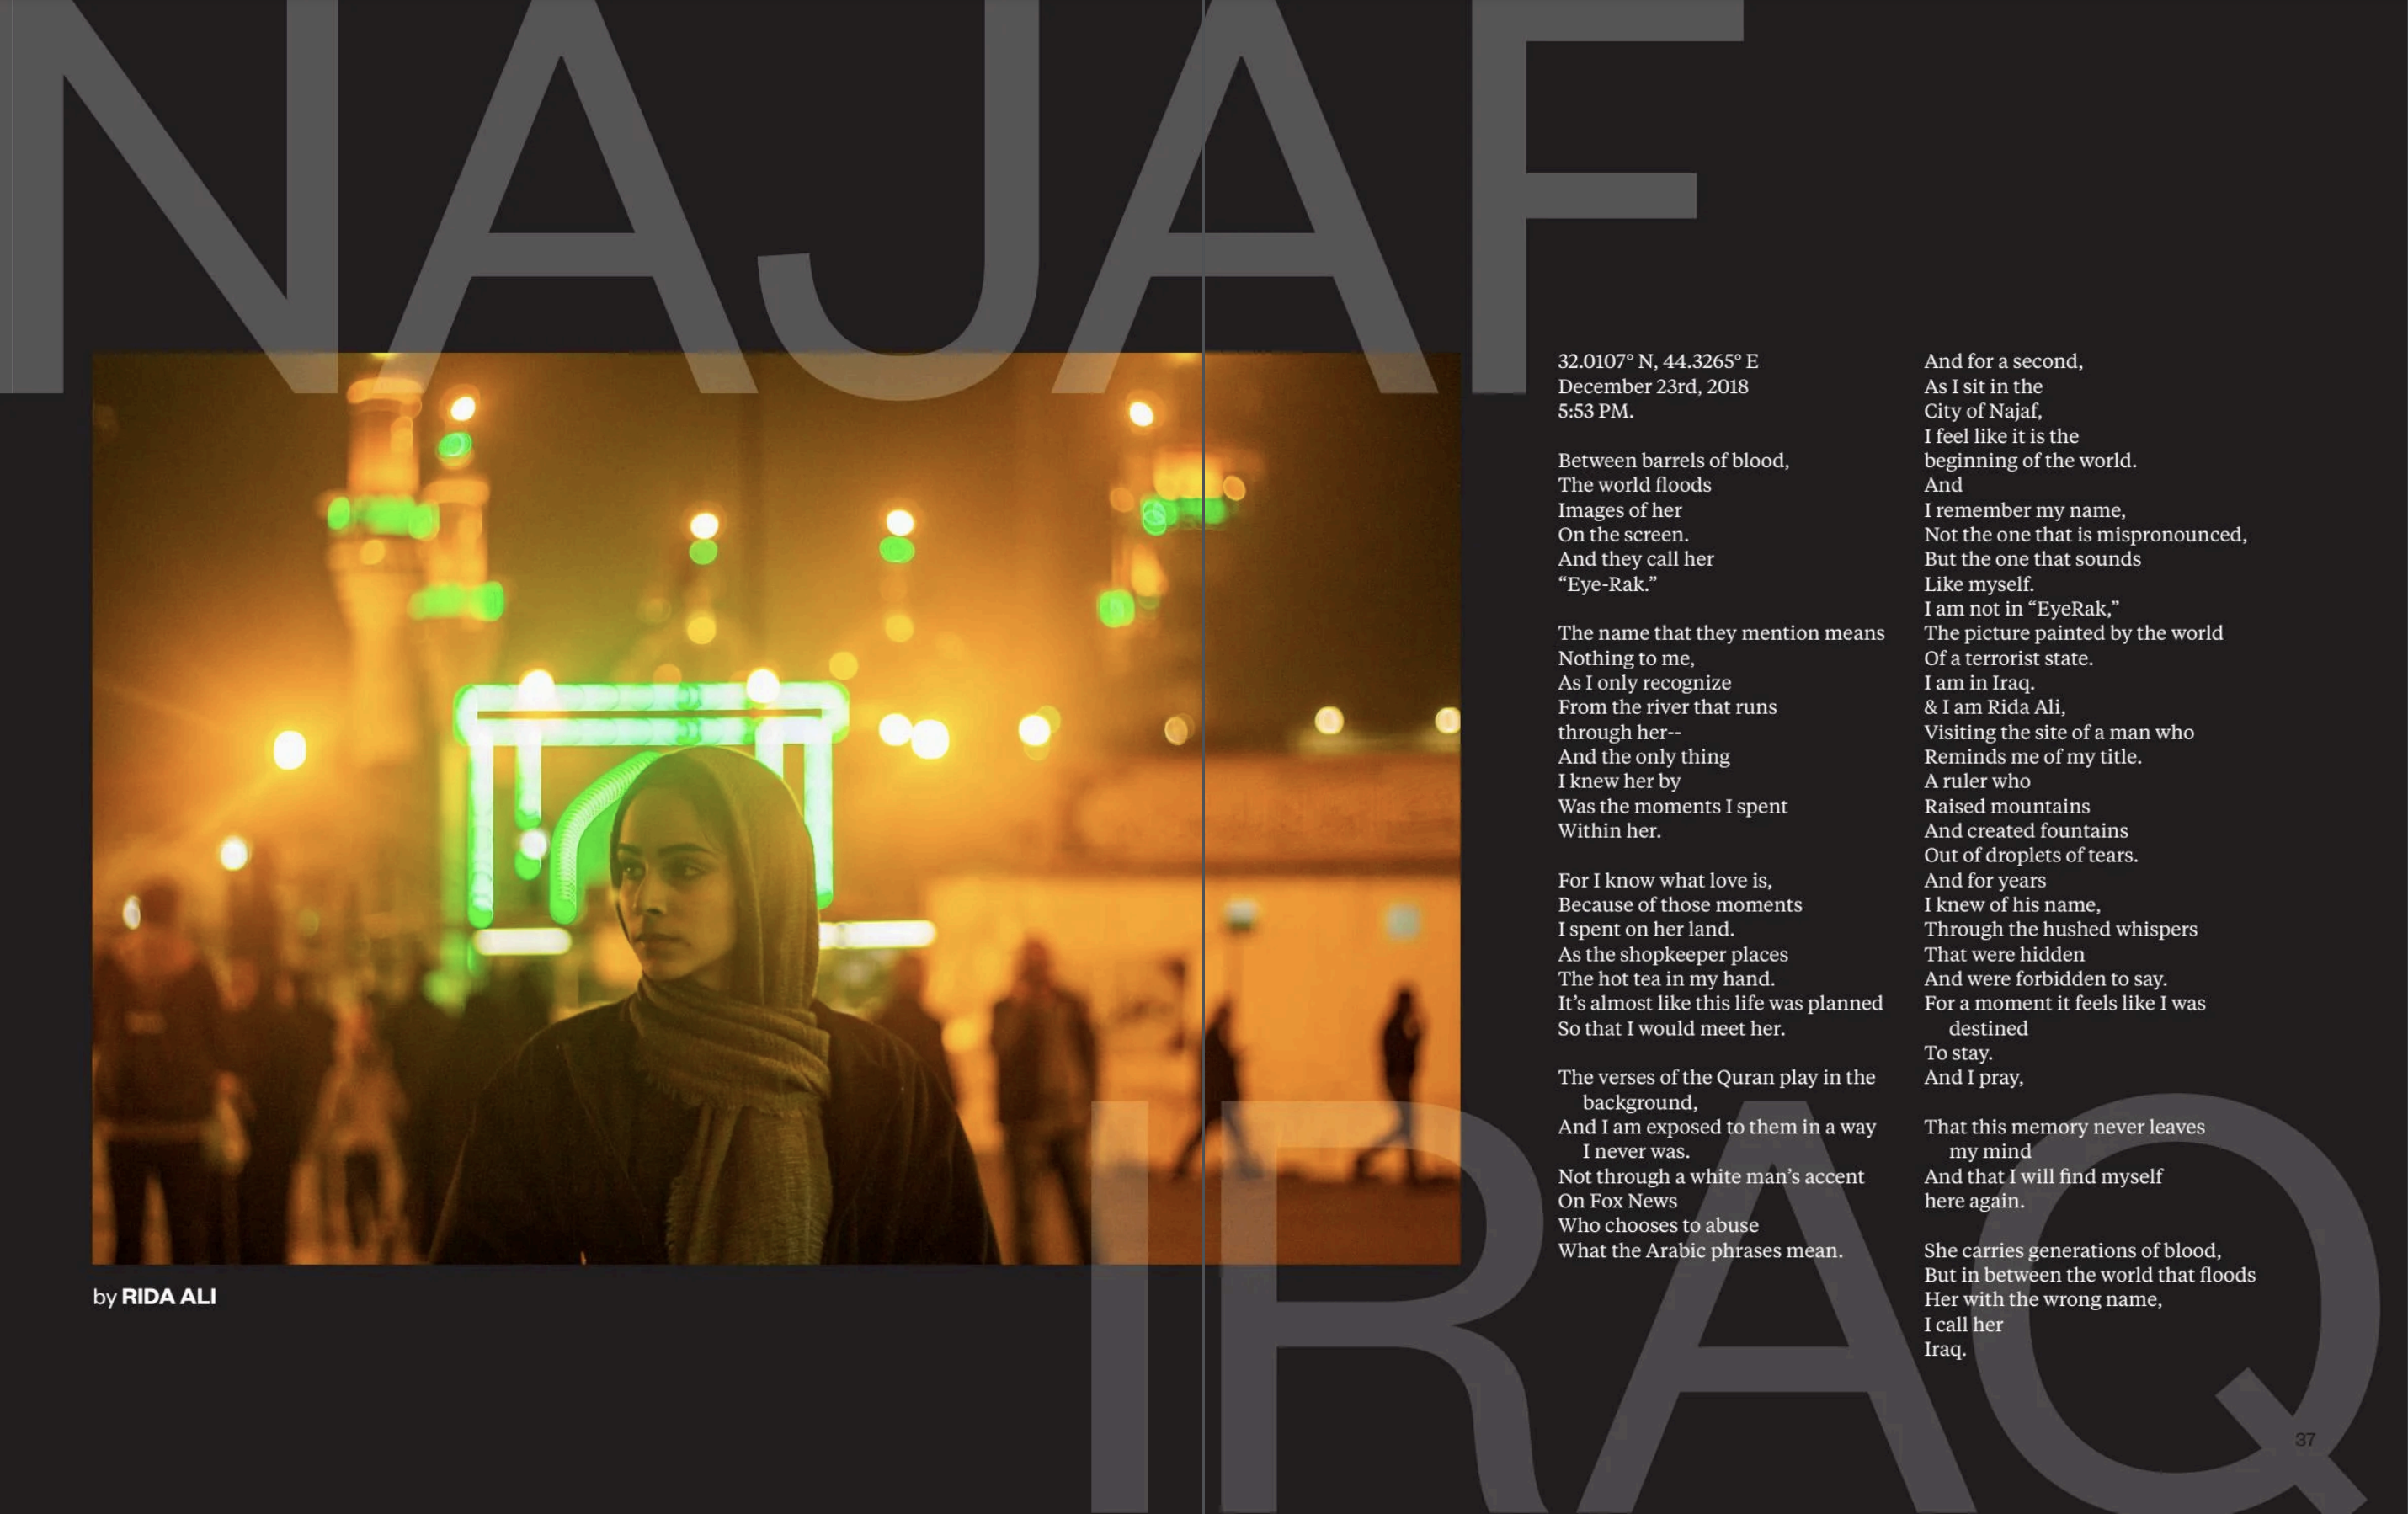 NAJAF
32.0107° N, 44.3265° E
December 23rd, 2018
5:53 PM.
Between barrels of blood,
The world floods
Images of her
On the screen.
And they call her
“Eye-Rak.”
The name that they mention means
Nothing to me,
As I only recognize
From the river that runs
through her--
And the only thing
I knew her by
Was the moments I spent
Within her.
For I know what love is,
Because of those moments
I spent on her land.
As the shopkeeper places
The hot tea in my hand.
It’s almost like this life was planned
So that I would meet her.
The verses of the Quran play in the
background,
And I am exposed to them in a way
I never was.
Not through a white man’s accent
On Fox News
Who chooses to abuse
What the Arabic phrases mean.
And for a second,
As I sit in the
City of Najaf,
I feel like it is the
beginning of the world.
And
I remember my name,
Not the one that is mispronounced,
But the one that sounds
Like myself.
I am not in “EyeRak,”
The picture painted by the world
Of a terrorist state.
I am in Iraq.
& I am Rida Ali,
Visiting the site of a man who
Reminds me of my title.
A ruler who
Raised mountains
And created fountains
Out of droplets of tears.
And for years
I knew of his name,
Through the hushed whispers
That were hidden
And were forbidden to say.
For a moment it feels like I was
destined
To stay.
And I pray,
That this memory never leaves
my mind
And that I will find myself
here again.
She carries generations of blood,
But in between the world that floods
Her with the wrong name,
I call her
Iraq.
by RIDA ALI
IRAQ
37